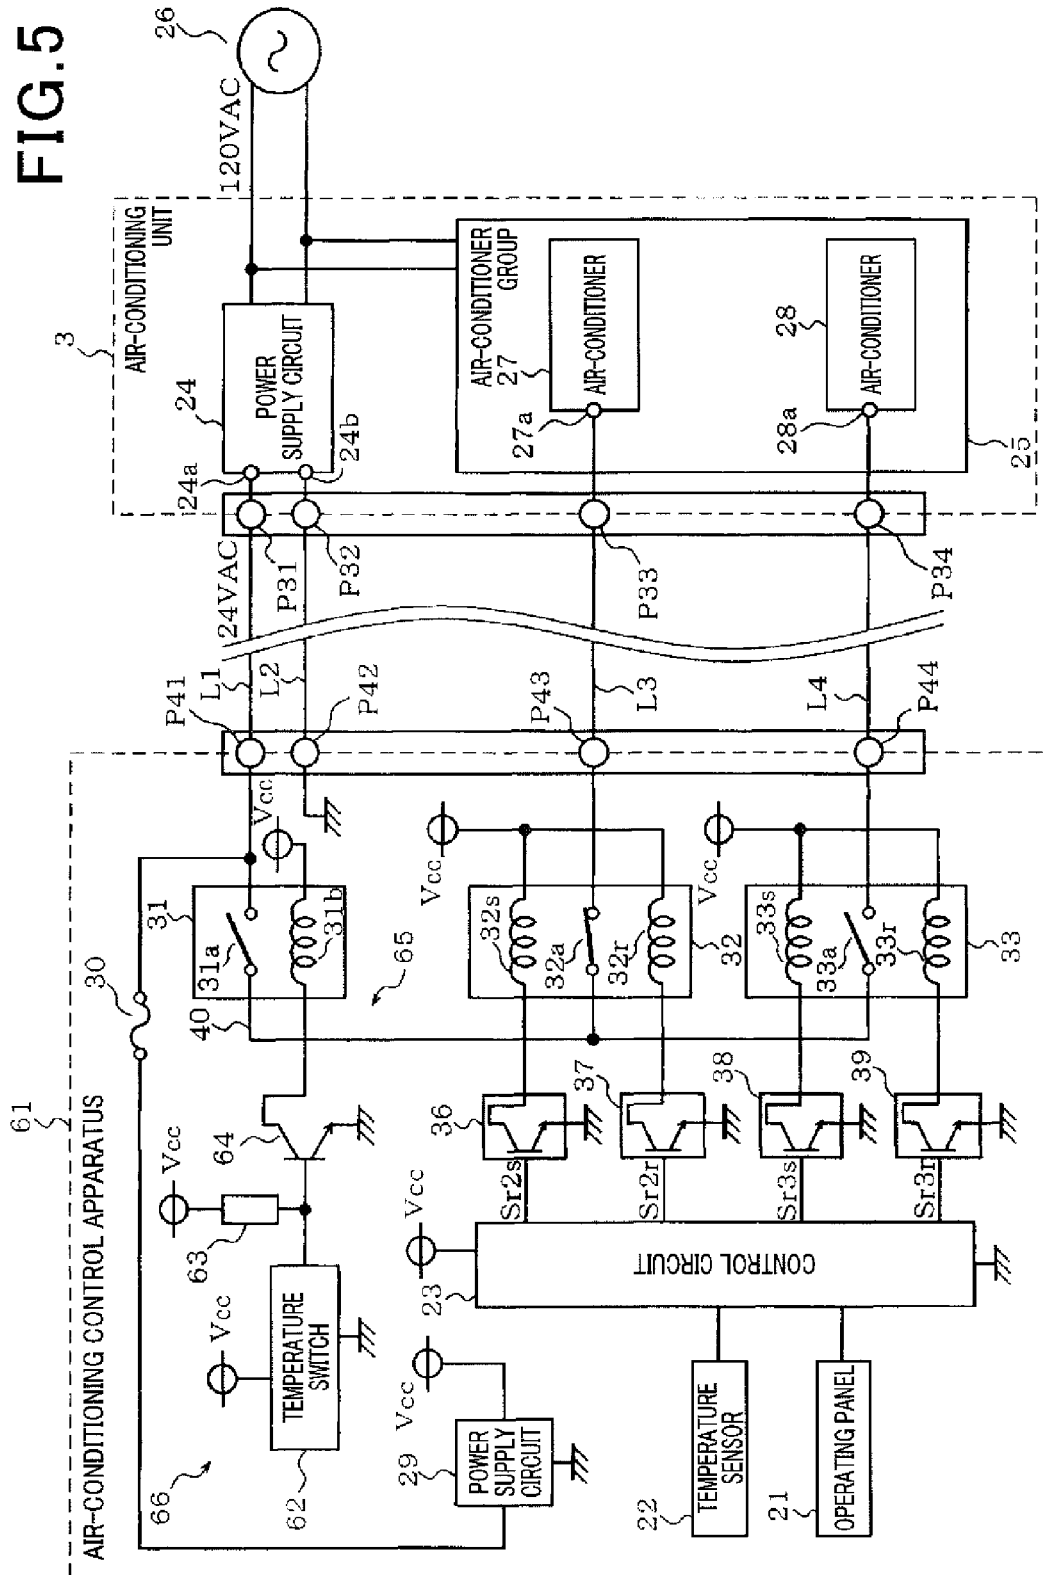 FIG.5
26
120VAC
3
AIR-CONDITIONING
UNIT
24
POWER
SUPPLY CIRCUIT
24a
24b
AIR-CONDITIONER
GROUP
27
AIR-CONDITIONER
27a
28
AIR-CONDITIONER
28a
25
24VAC
P31
P32
P33
P34
L1
L2
L3
L4
P41
P42
P43
P44
61
AIR-CONDITIONING CONTROL APPARATUS
30
31
31a
31b
Vcc
40
65
Vcc
32s
32a
32r
32
Vcc
33s
33a
33r
33
64
Vcc
63
36
37
38
39
Sr2s
Sr2r
Sr3s
Sr3r
Vcc
23
CONTROL CIRCUIT
66
Vcc
TEMPERATURE
SWITCH
62
Vcc
29
POWER
SUPPLY
CIRCUIT
22
TEMPERATURE
SENSOR
21
OPERATING PANEL